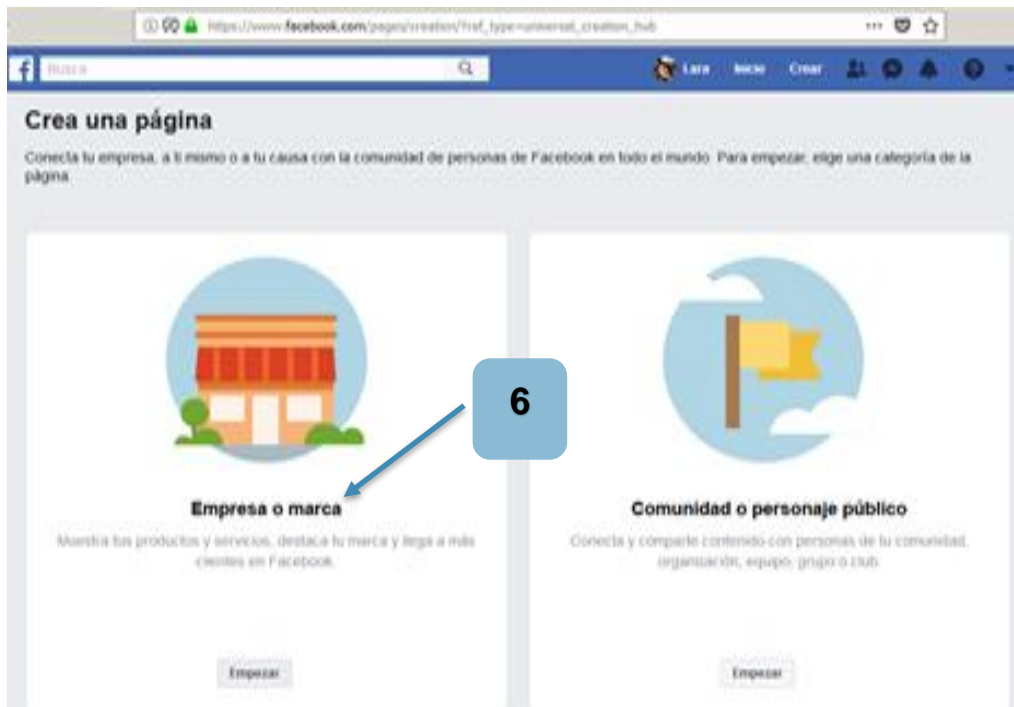 https://www.facebook.com/pages/creation/?ref_type=universal_creation_hub
f Busca Lara Inicio Crear
Crea una página
Conecta tu empresa, a ti mismo o a tu causa con la comunidad de personas de Facebook en todo el mundo. Para empezar, elige una categoría de la
página.
6
Empresa o marca
Muestra tus productos y servicios, destaca tu marca y llega a más
clientes en Facebook.
Empezar
Comunidad o personaje público
Conecta y comparte contenido con personas de tu comunidad,
organización, equipo, grupo o club.
Empezar